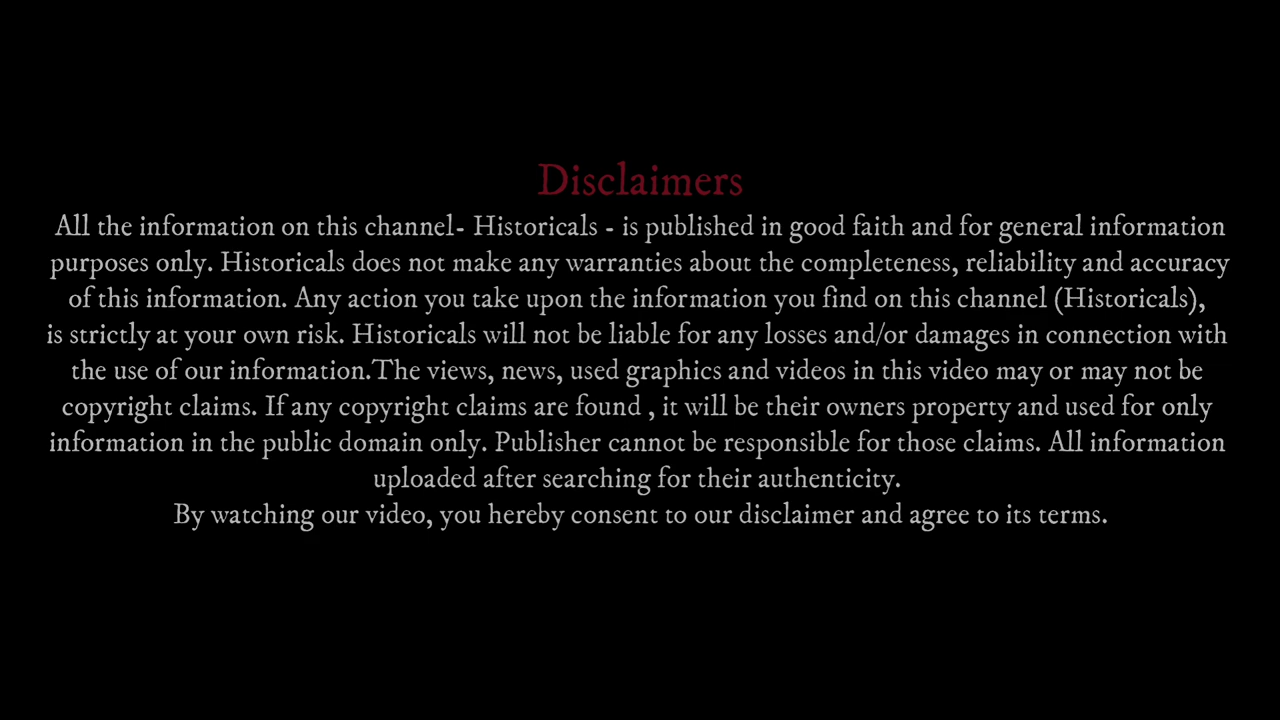 Disclaimers
All the information on this channel- Historicals - is published in good faith and for general information
purposes only. Historicals does not make any warranties about the completeness, reliability and accuracy
of this information. Any action you take upon the information you find on this channel (Historicals),
is strictly at your own risk. Historicals will not be liable for any losses and/or damages in connection with
the use of our information.The views, news, used graphics and videos in this video may or may not be
copyright claims. If any copyright claims are found , it will be their owners property and used for only
information in the public domain only. Publisher cannot be responsible for those claims. All information
uploaded after searching for their authenticity.
By watching our video, you hereby consent to our disclaimer and agree to its terms.